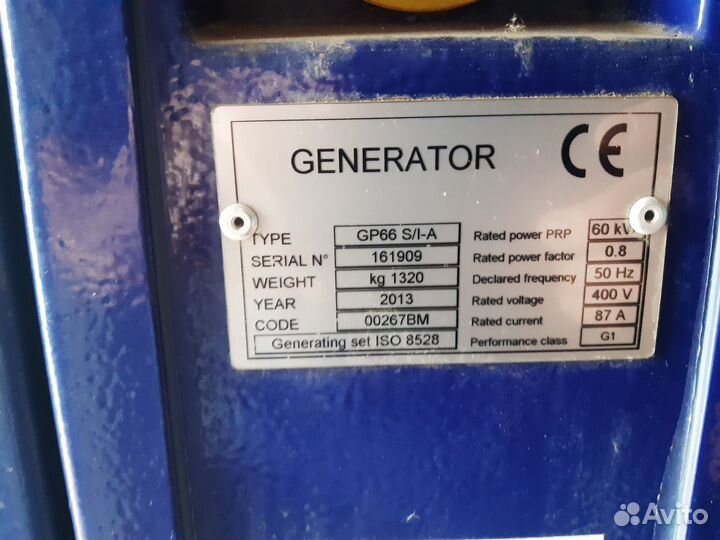 GENERATOR CE
TYPE GP66 S/I-A Rated power PRP 60
SERIAL N° 161909 Rated power factor 0.8
WEIGHT kg 1320 Declared frequency 50 Hz
YEAR 2013 Rated voltage 400 V
CODE 00267BM Rated current 87 A
Generating set ISO 8528 Performance class G1
Avito